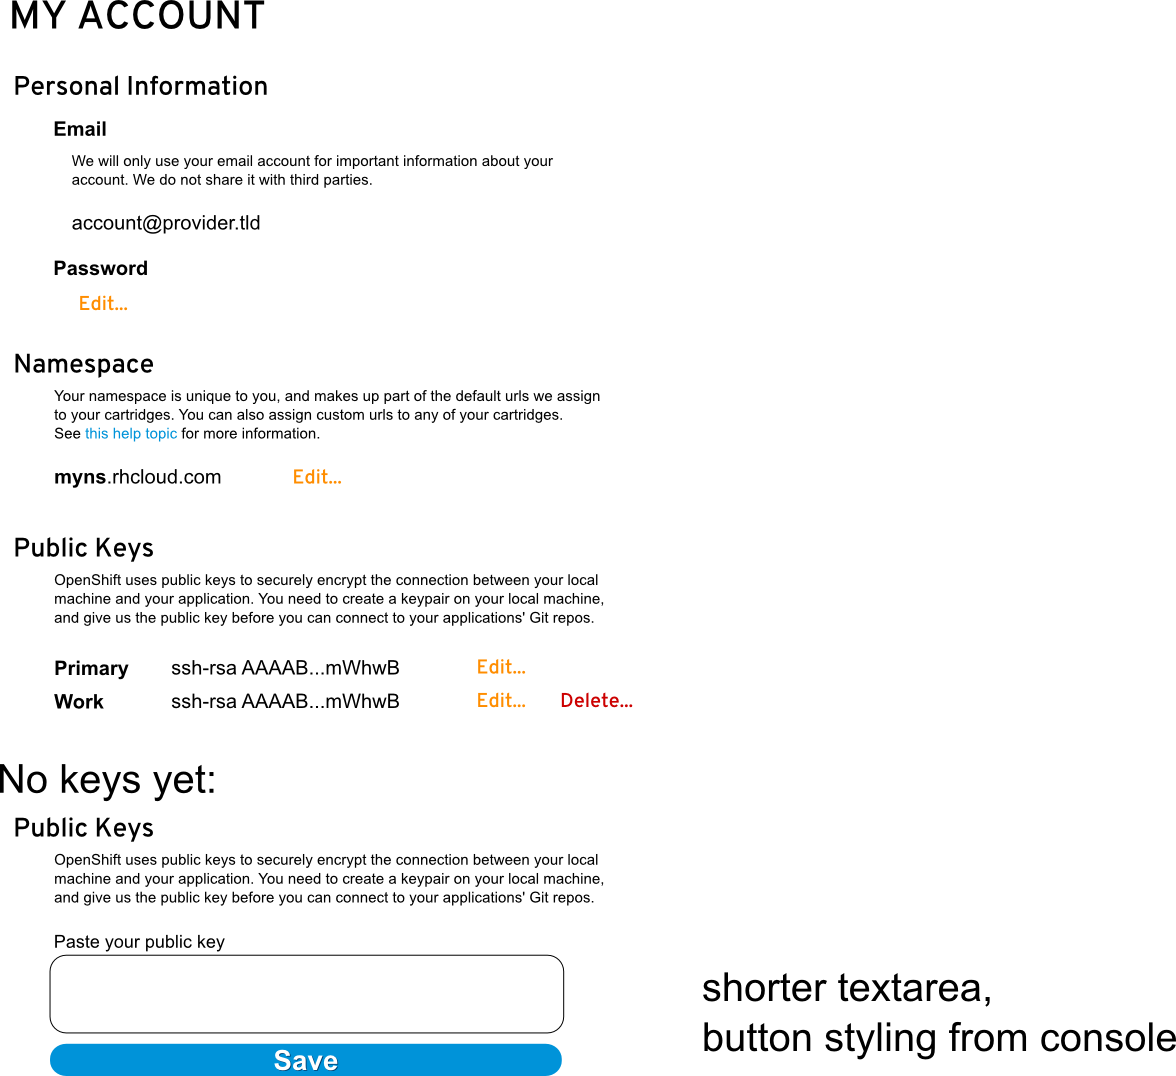 MY ACCOUNT
Personal Information
Email
We will only use your email account for important information about your
account. We do not share it with third parties.
account@provider.tld
Password
Edit...
Namespace
Your namespace is unique to you, and makes up part of the default urls we assign
to your cartridges. You can also assign custom urls to any of your cartridges.
See this help topic for more information.
myns.rhcloud.com Edit...
Public Keys
OpenShift uses public keys to securely encrypt the connection between your local
machine and your application. You need to create a keypair on your local machine,
and give us the public key before you can connect to your applications' Git repos.
Primary ssh-rsa AAAAB...mWhwB Edit...
Work ssh-rsa AAAAB...mWhwB Edit... Delete...
No keys yet:
Public Keys
OpenShift uses public keys to securely encrypt the connection between your local
machine and your application. You need to create a keypair on your local machine,
and give us the public key before you can connect to your applications' Git repos.
Paste your public key
shorter textarea,
button styling from console
Save